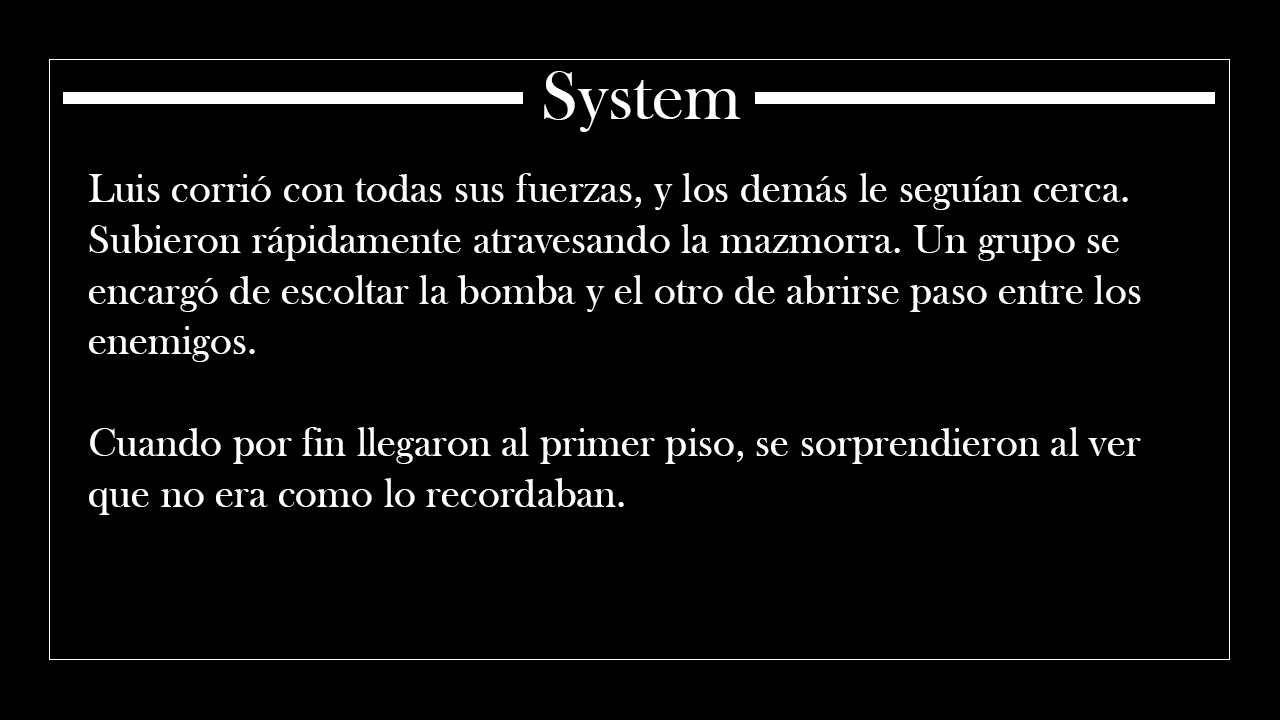 System
Luis corrió con todas sus fuerzas, y los demás le seguían cerca.
Subieron rápidamente atravesando la mazmorra. Un grupo se
encargó de escoltar la bomba y el otro de abrirse paso entre los
enemigos.
Cuando por fin llegaron al primer piso, se sorprendieron al ver
que no era como lo recordaban.